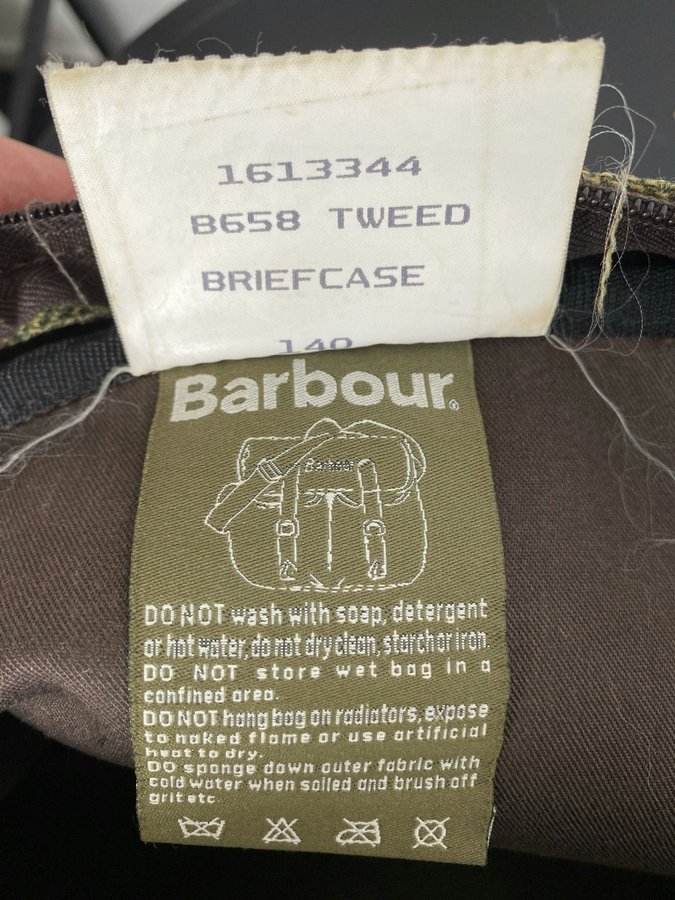 1613344
B658 TWEED
BRIEFCASE
140
Barbour®
Barbour
DO NOT wash with soap, detergent
or hot water, do not dry clean, starch or iron.
DO NOT store wet bag in a
confined area.
DO NOT hang bag on radiators, expose
to naked flame or use artificial
heat to dry.
DO sponge down outer fabric with
cold water when soiled and brush off
grit etc.